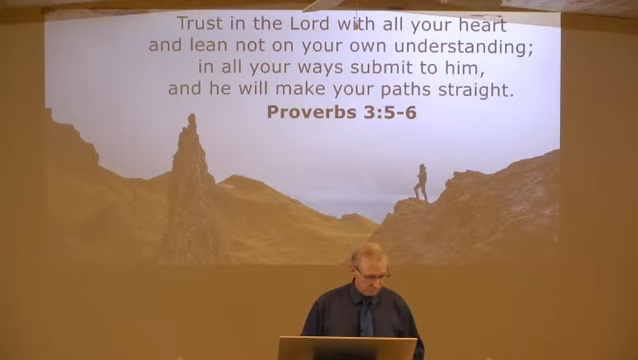 Trust in the Lord with all your heart
and lean not on your own understanding;
in all your ways submit to him,
and he will make your paths straight.
Proverbs 3:5-6